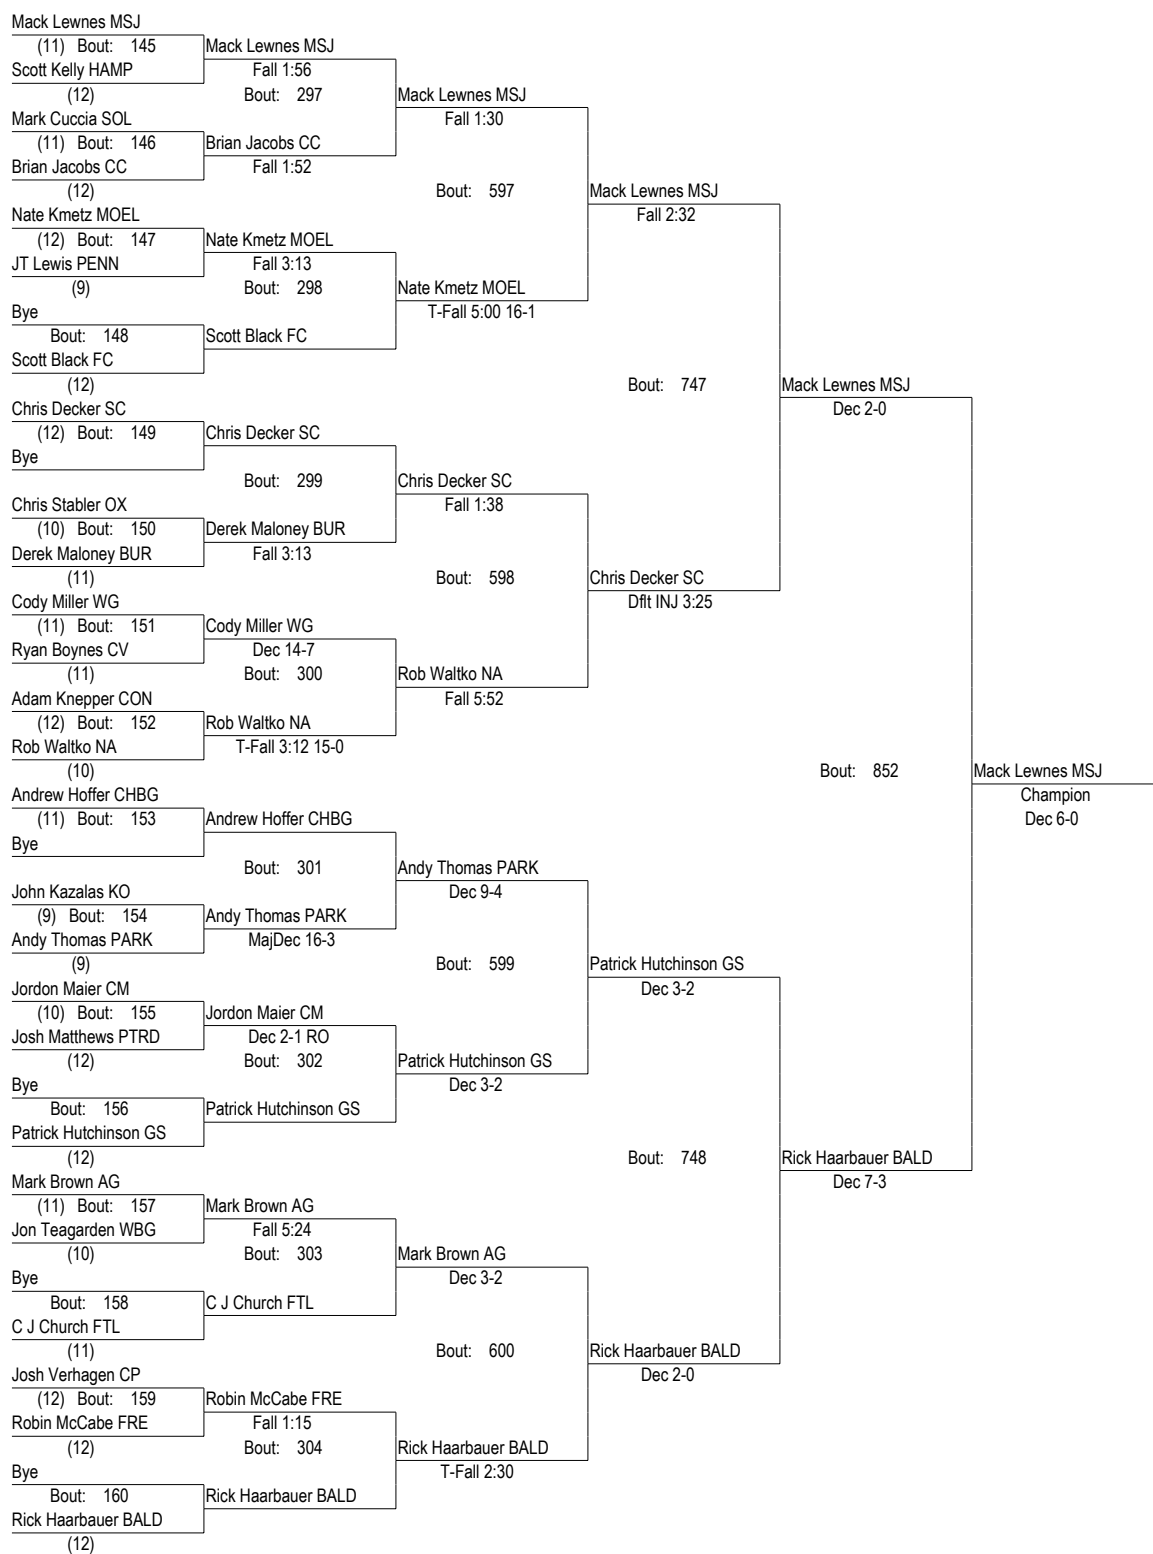 Mack Lewnes MSJ
(11) Bout: 145 Mack Lewnes MSJ
Scott Kelly HAMP Fall 1:56
(12) Bout: 297 Mack Lewnes MSJ
Mark Cuccia SOL Fall 1:30
(11) Bout: 146 Brian Jacobs CC
Brian Jacobs CC Fall 1:52
(12) Bout: 597 Mack Lewnes MSJ
Nate Kmetz MOEL Fall 2:32
(12) Bout: 147 Nate Kmetz MOEL
JT Lewis PENN Fall 3:13
(9) Bout: 298 Nate Kmetz MOEL
Bye T-Fall 5:00 16-1
Bout: 148 Scott Black FC
Scott Black FC
(12) Bout: 747 Mack Lewnes MSJ
Chris Decker SC Dec 2-0
(12) Bout: 149 Chris Decker SC
Bye
Bout: 299 Chris Decker SC
Chris Stabler OX Fall 1:38
(10) Bout: 150 Derek Maloney BUR
Derek Maloney BUR Fall 3:13
(11) Bout: 598 Chris Decker SC
Cody Miller WG Dflt INJ 3:25
(11) Bout: 151 Cody Miller WG
Ryan Boynes CV Dec 14-7
(11) Bout: 300 Rob Waltko NA
Adam Knepper CON Fall 5:52
(12) Bout: 152 Rob Waltko NA
Rob Waltko NA T-Fall 3:12 15-0
(10) Bout: 852 Mack Lewnes MSJ
Andrew Hoffer CHBG Champion
(11) Bout: 153 Andrew Hoffer CHBG Dec 6-0
Bye
Bout: 301 Andy Thomas PARK
John Kazalas KO Dec 9-4
(9) Bout: 154 Andy Thomas PARK
Andy Thomas PARK MajDec 16-3
(9) Bout: 599 Patrick Hutchinson GS
Jordon Maier CM Dec 3-2
(10) Bout: 155 Jordon Maier CM
Josh Matthews PTRD Dec 2-1 RO
(12) Bout: 302 Patrick Hutchinson GS
Bye Dec 3-2
Bout: 156 Patrick Hutchinson GS
Patrick Hutchinson GS
(12) Bout: 748 Rick Haarbauer BALD
Mark Brown AG Dec 7-3
(11) Bout: 157 Mark Brown AG
Jon Teagarden WBG Fall 5:24
(10) Bout: 303 Mark Brown AG
Bye Dec 3-2
Bout: 158 C J Church FTL
C J Church FTL
(11) Bout: 600 Rick Haarbauer BALD
Josh Verhagen CP Dec 2-0
(12) Bout: 159 Robin McCabe FRE
Robin McCabe FRE Fall 1:15
(12) Bout: 304 Rick Haarbauer BALD
Bye T-Fall 2:30
Bout: 160 Rick Haarbauer BALD
Rick Haarbauer BALD
(12)